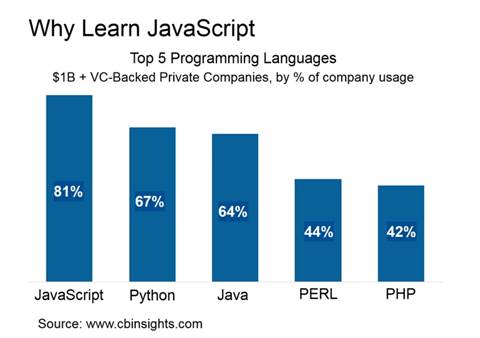 Why Learn JavaScript
Top 5 Programming Languages
$1B + VC-Backed Private Companies, by % of company usage
81%
67%
64%
44%
42%
JavaScript
Python
Java
PERL
PHP
Source: www.cbinsights.com